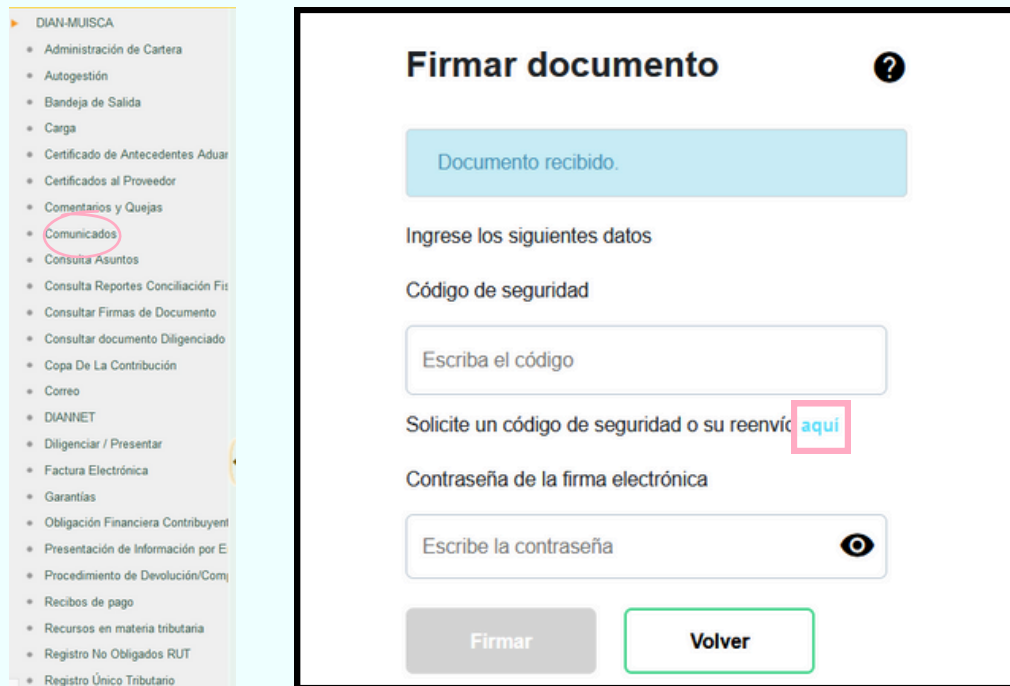 DIAN-MUISCA
Administración de Cartera
Autogestión
Bandeja de Salida
Carga
Certificado de Antecedentes Aduar
Certificados al Proveedor
Comentarios y Quejas
Comunicados
Consulta Asuntos
Consulta Reportes Conciliación Fis
Consultar Firmas de Documento
Consultar documento Diligenciado
Copa De La Contribución
Correo
DIANNET
Diligenciar / Presentar
Factura Electrónica
Garantías
Obligación Financiera Contribuyent
Presentación de Información por E
Procedimiento de Devolución/Comp
Recibos de pago
Recursos en materia tributaria
Registro No Obligados RUT
Registro Único Tributario
Firmar documento
Documento recibido.
Ingrese los siguientes datos
Código de seguridad
Escriba el código
Solicite un código de seguridad o su reenvío aquí
Contraseña de la firma electrónica
Escribe la contraseña
Firmar Volver